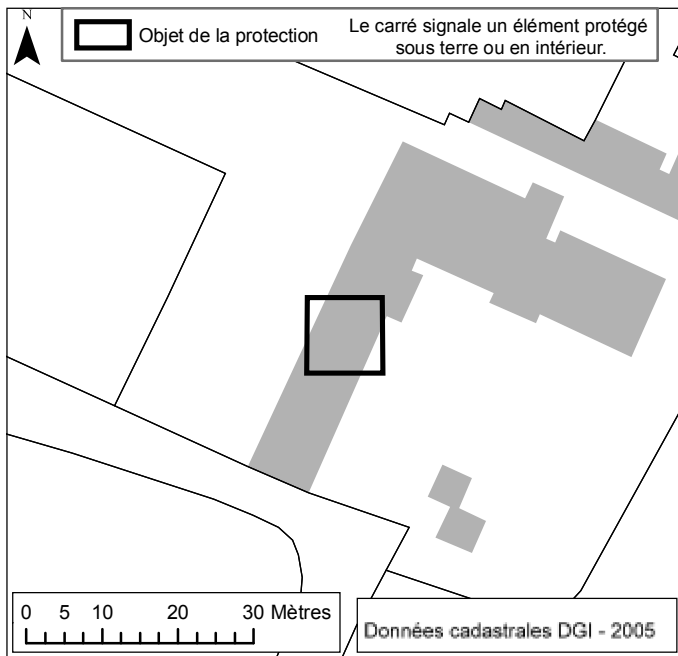 N
Objet de la protection
Le carré signale un élément protégé
sous terre ou en intérieur.
0 5 10 20 30 Mètres
Données cadastrales DGI - 2005